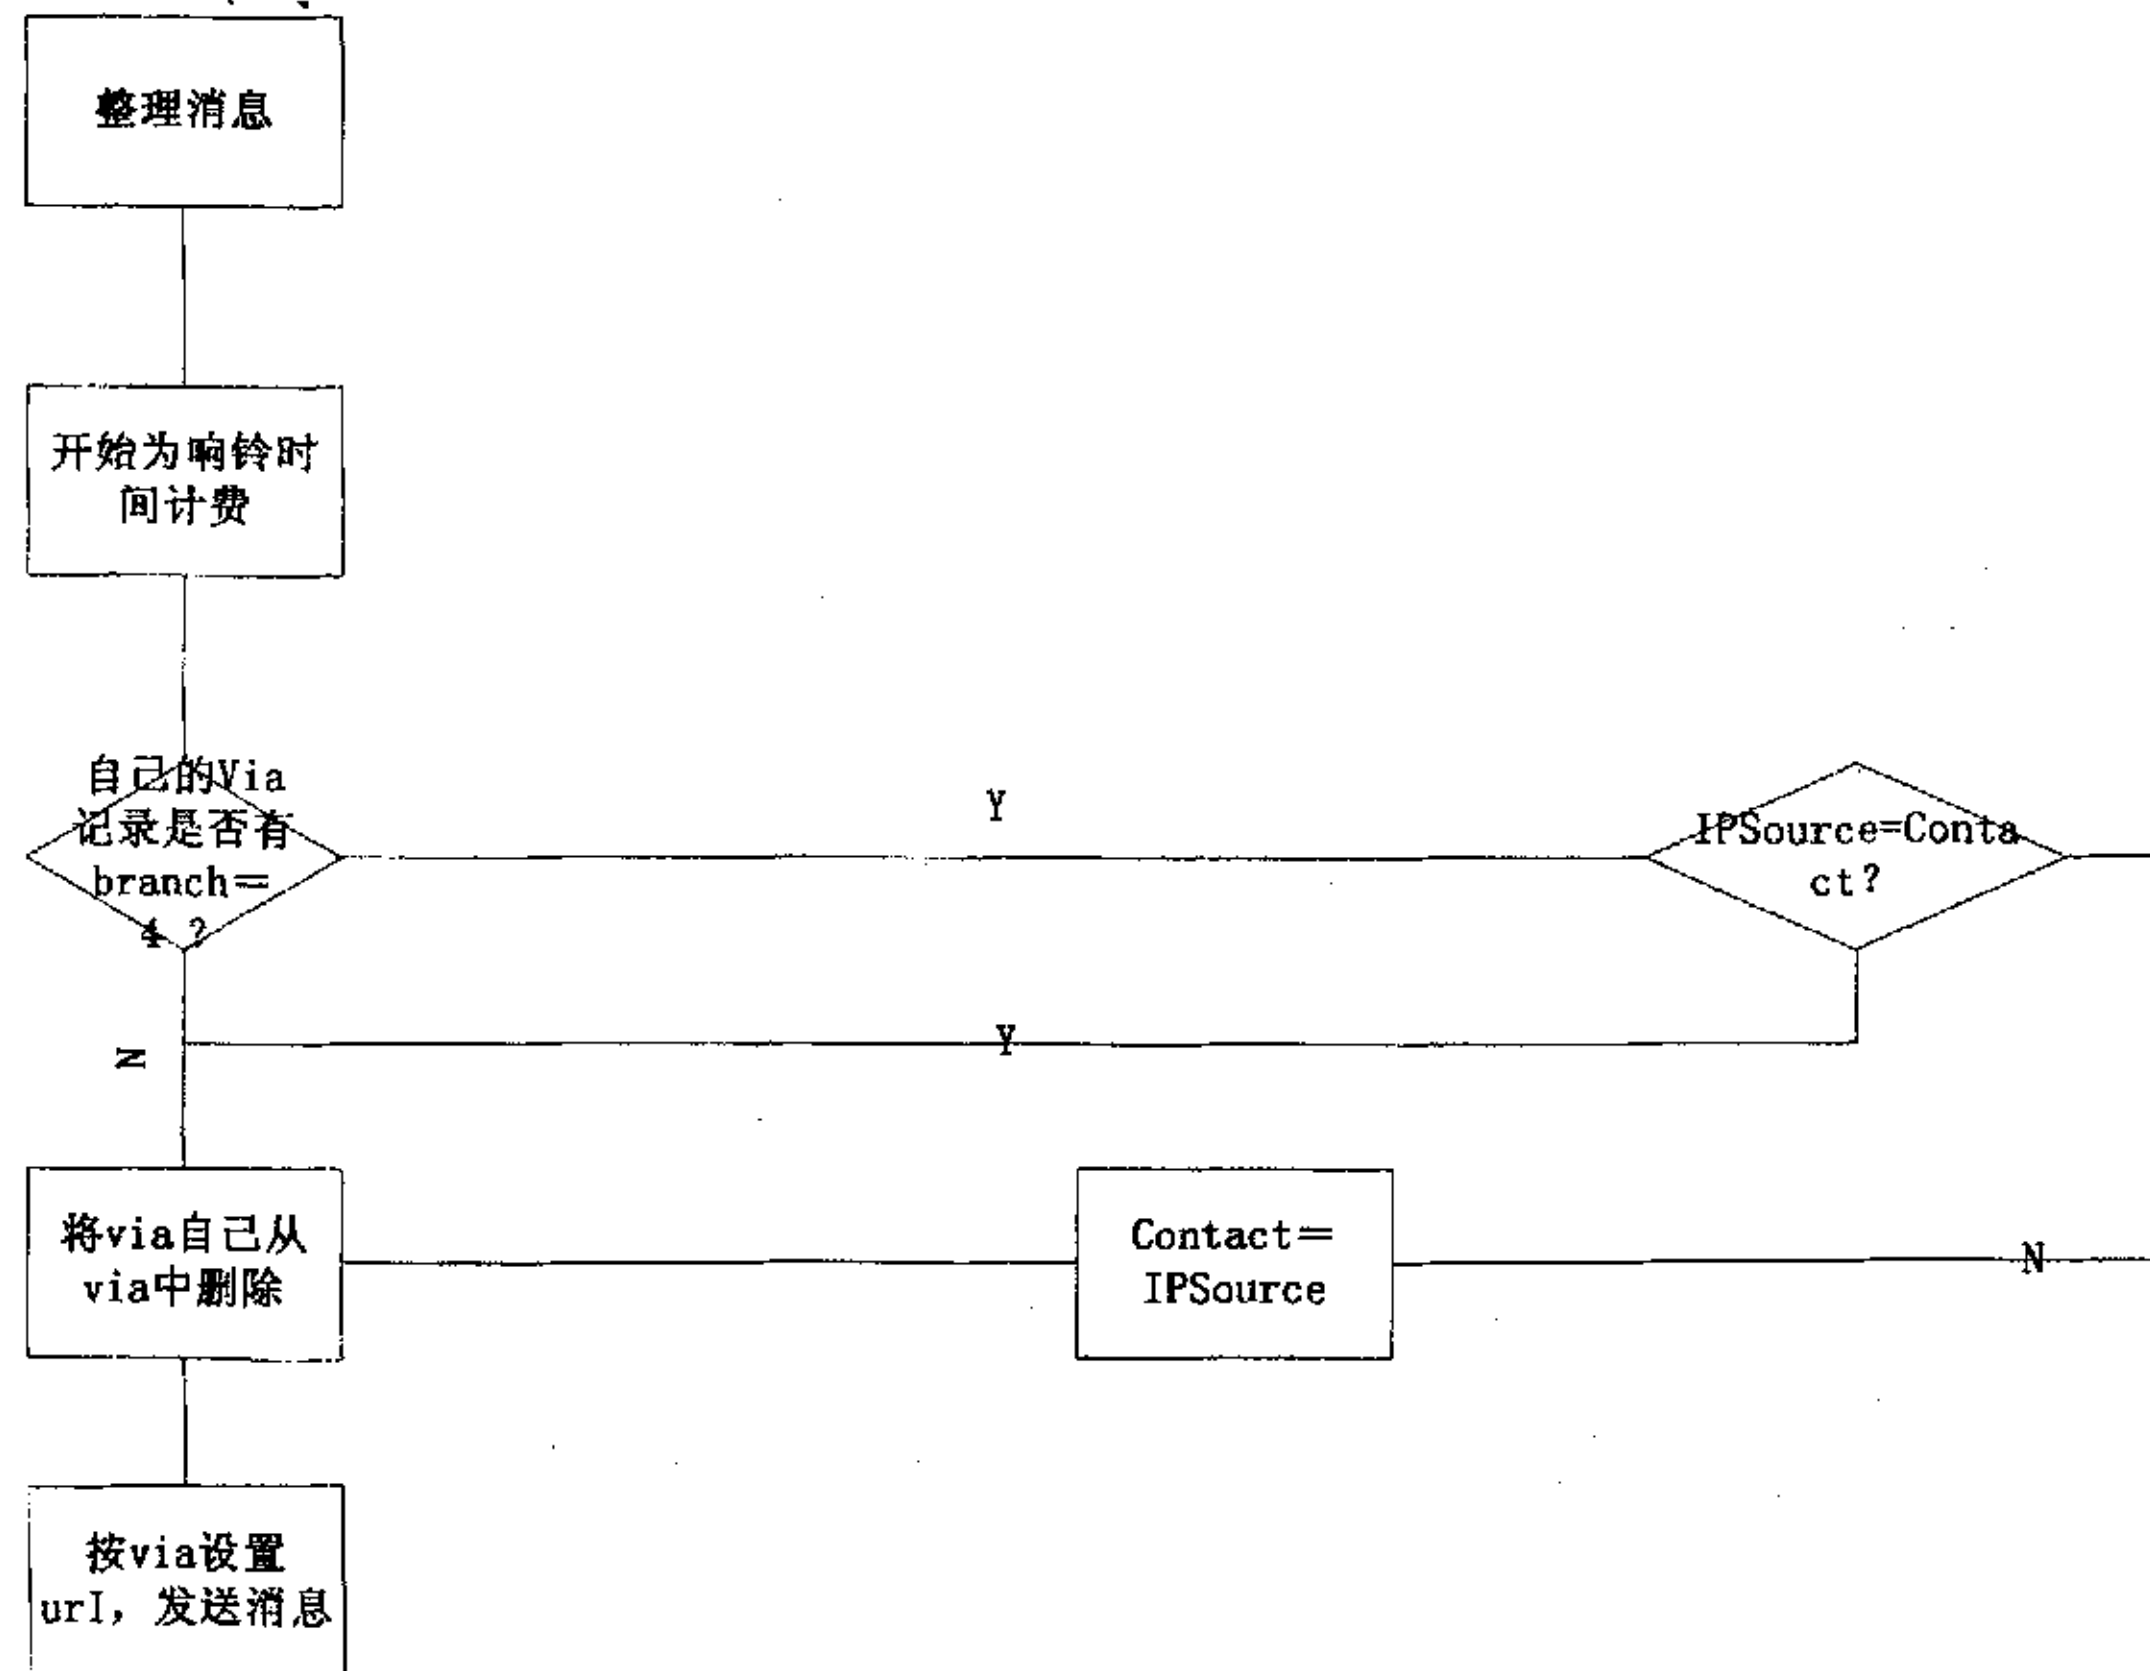 整理消息
开始为响铃时
间计费
自己的Via
记录是否有
branch=
4？
Y
IPSource=Conta
ct?
Y
N
将via自己从
via中删除
Contact=
IPSource
N
按via设置
urI，发送消息